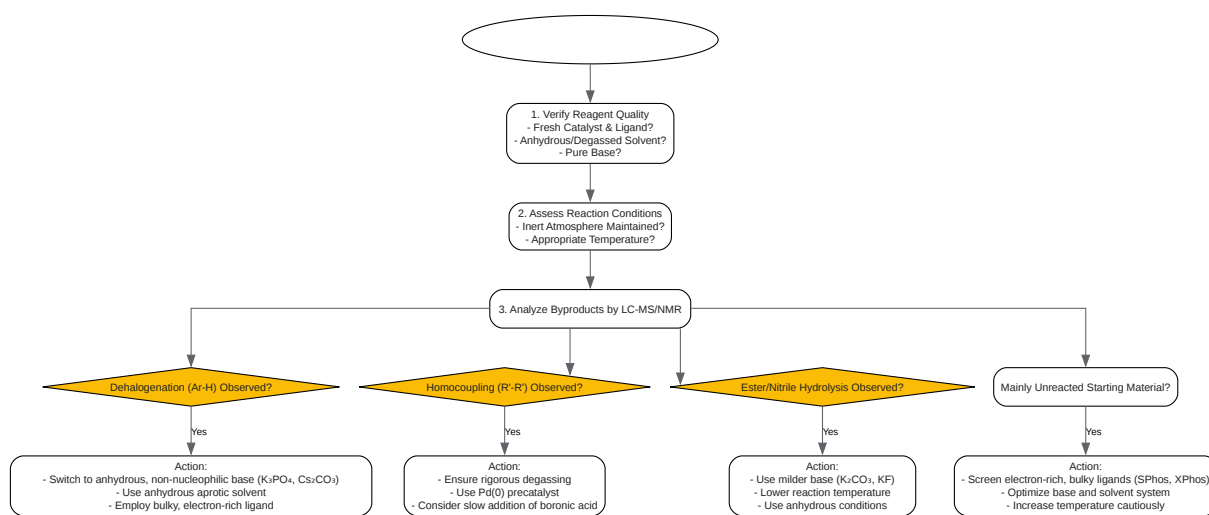 1. Verify Reagent Quality
- Fresh Catalyst & Ligand?
- Anhydrous/Degassed Solvent?
- Pure Base?
2. Assess Reaction Conditions
- Inert Atmosphere Maintained?
- Appropriate Temperature?
3. Analyze Byproducts by LC-MS/NMR
Dehalogenation (Ar-H) Observed?
Homocoupling (R'-R') Observed?
Ester/Nitrile Hydrolysis Observed?
Mainly Unreacted Starting Material?
Yes
Yes
Yes
Yes
Action:
- Switch to anhydrous, non-nucleophilic base (K₃PO₄, Cs₂CO₃)
- Use anhydrous aprotic solvent
- Employ bulky, electron-rich ligand
Action:
- Ensure rigorous degassing
- Use Pd(0) precatalyst
- Consider slow addition of boronic acid
Action:
- Use milder base (K₂CO₃, KF)
- Lower reaction temperature
- Use anhydrous conditions
Action:
- Screen electron-rich, bulky ligands (SPhos, XPhos)
- Optimize base and solvent system
- Increase temperature cautiously